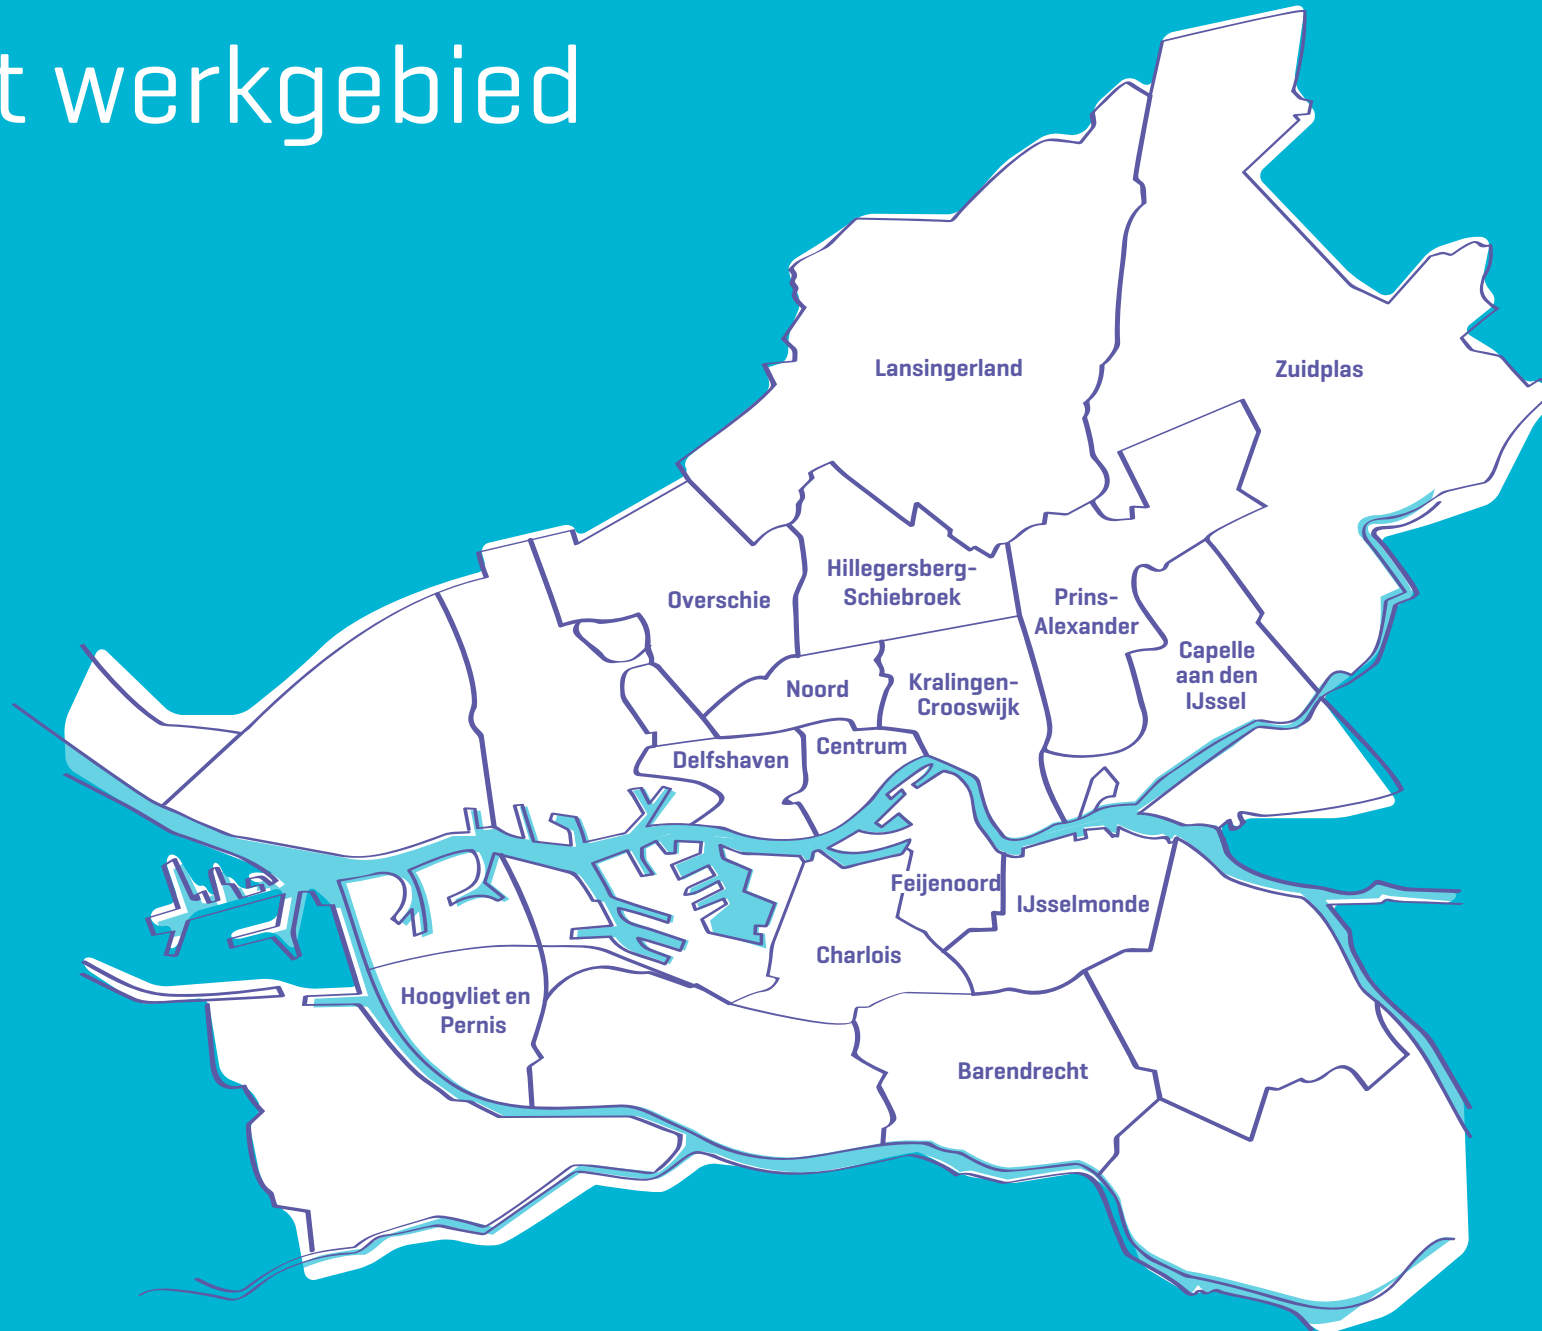 t werkgebied
Lansingerland
Zuidplas
Hillegersberg-
Schiebroek
Overschie
Prins-
Alexander
Capelle
aan den
IJssel
Noord
Kralingen-
Crooswijk
Centrum
Delfshaven
Feijenoord
IJsselmonde
Charlois
Hoogvliet en
Pernis
Barendrecht